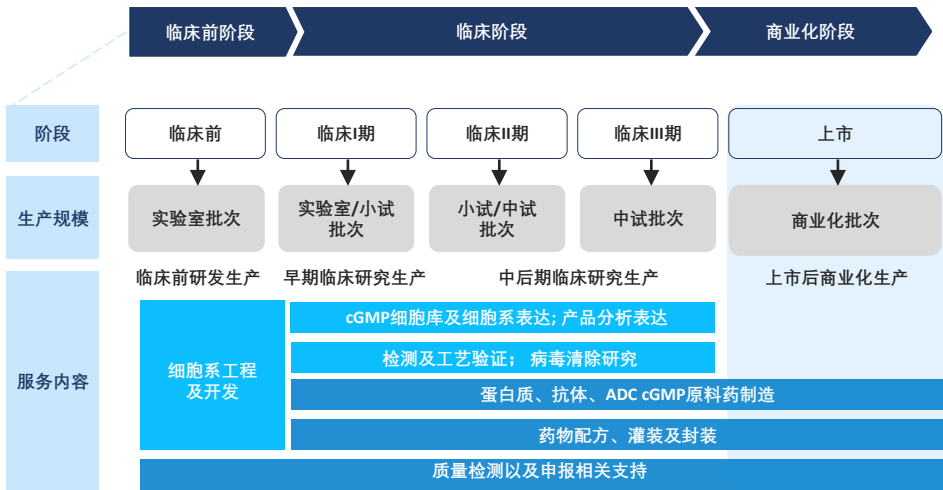 临床前阶段
临床阶段
商业化阶段
阶段
临床前
临床I期
临床II期
临床III期
上市
生产规模
实验室批次
实验室/小试
批次
小试/中试
批次
中试批次
商业化批次
服务内容
临床前研发生产
早期临床研究生产
中后期临床研究生产
上市后商业化生产
细胞系工程
及开发
cGMP细胞库及细胞系表达; 产品分析表达
检测及工艺验证； 病毒清除研究
蛋白质、抗体、ADC cGMP原料药制造
药物配方、灌装及封装
质量检测以及申报相关支持